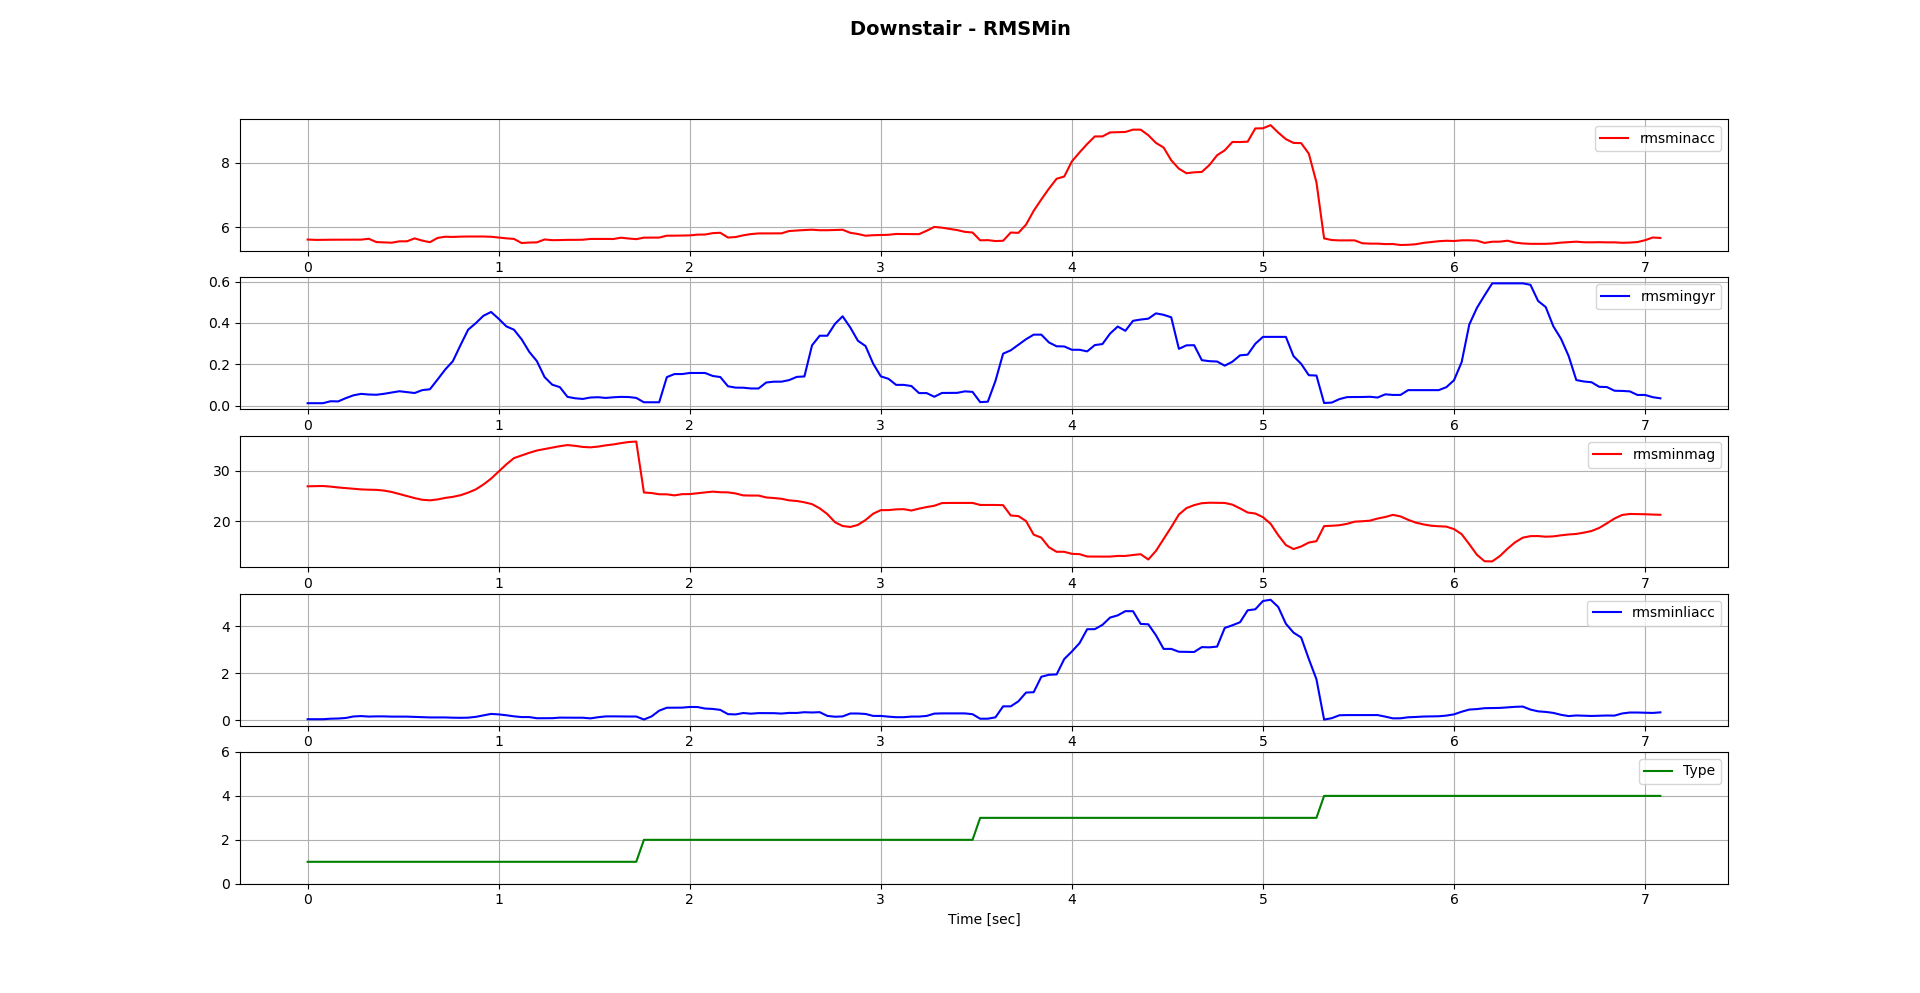 Downstair - RMSMin
rmsminacc
8
6
0 1 2 3 4 5 6 7
rmsmingyr
0.6
0.4
0.2
0.0
0 1 2 3 4 5 6 7
rmsminmag
30
20
0 1 2 3 4 5 6 7
rmsminliacc
4
2
0
0 1 2 3 4 5 6 7
Type
6
4
2
0
0 1 2 3 4 5 6 7
Time [sec]